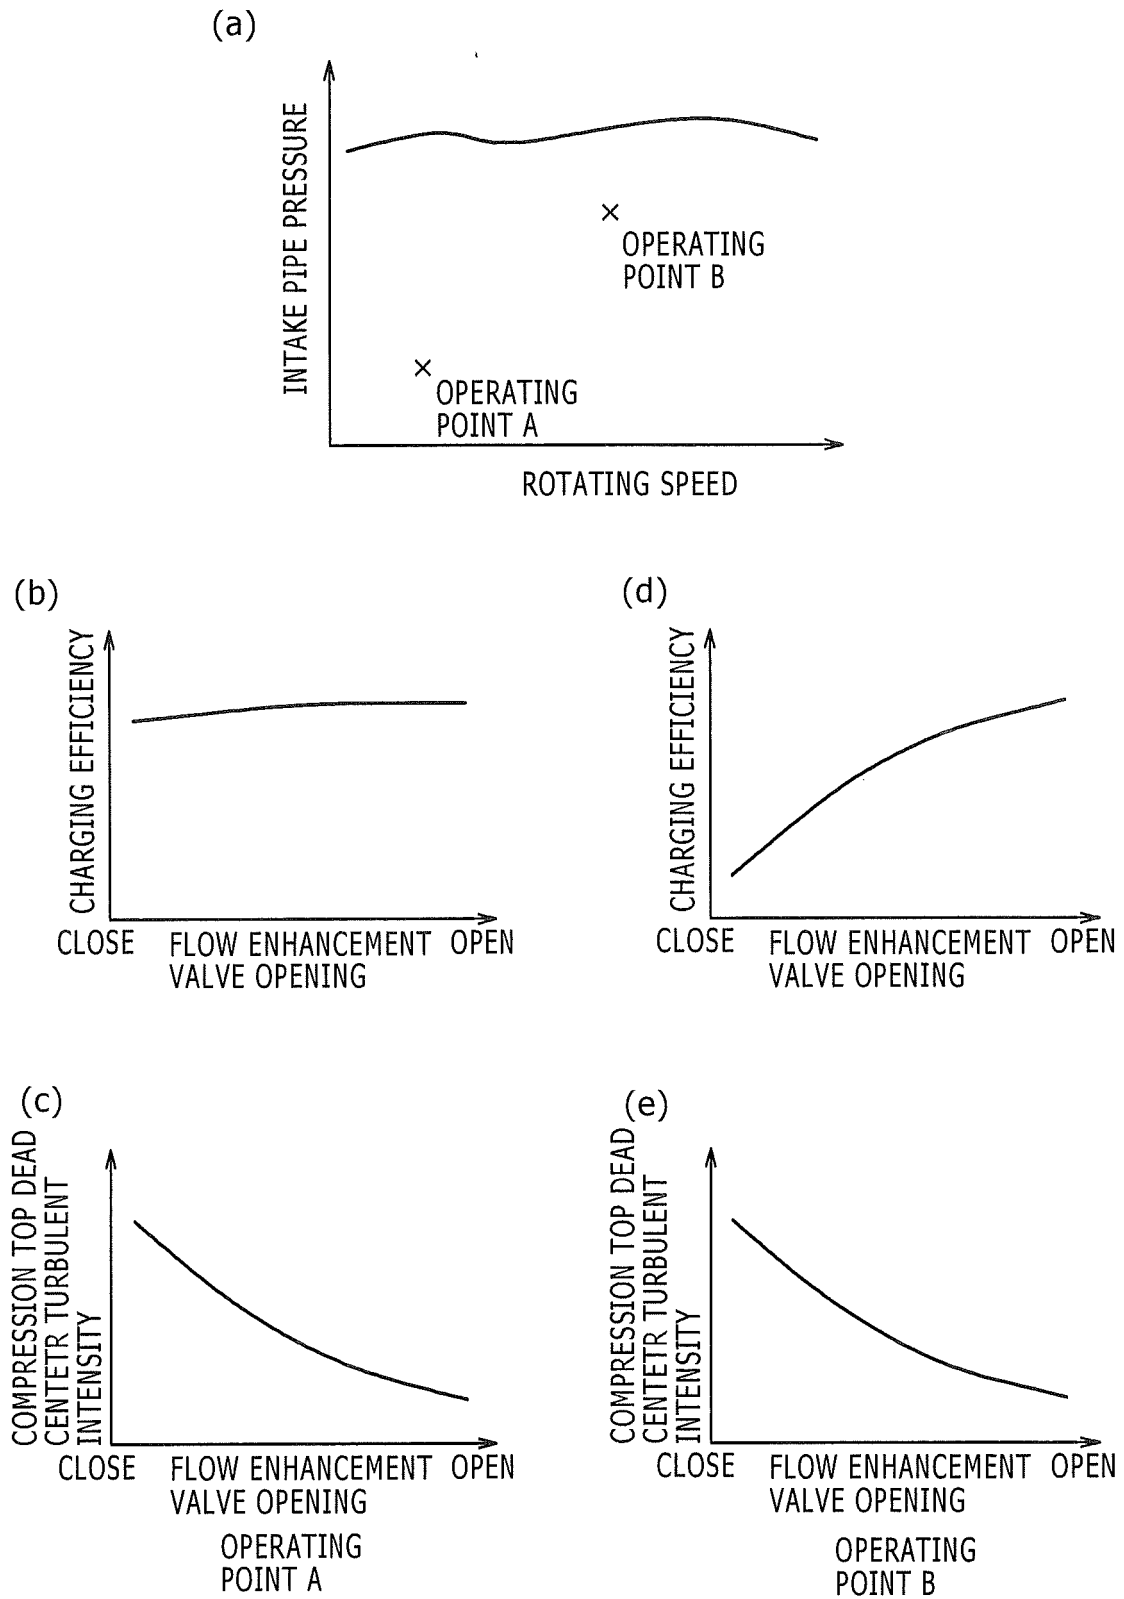 (a)
INTAKE PIPE PRESSURE
OPERATING
POINT B
OPERATING
POINT A
ROTATING SPEED
(b)
CHARGING EFFICIENCY
CLOSE FLOW ENHANCEMENT OPEN
VALVE OPENING
(d)
CHARGING EFFICIENCY
CLOSE FLOW ENHANCEMENT OPEN
VALVE OPENING
(c)
COMPRESSION TOP DEAD
CENTETR TURBULENT
INTENSITY
CLOSE FLOW ENHANCEMENT OPEN
VALVE OPENING
OPERATING
POINT A
(e)
COMPRESSION TOP DEAD
CENTETR TURBULENT
INTENSITY
CLOSE FLOW ENHANCEMENT OPEN
VALVE OPENING
OPERATING
POINT B